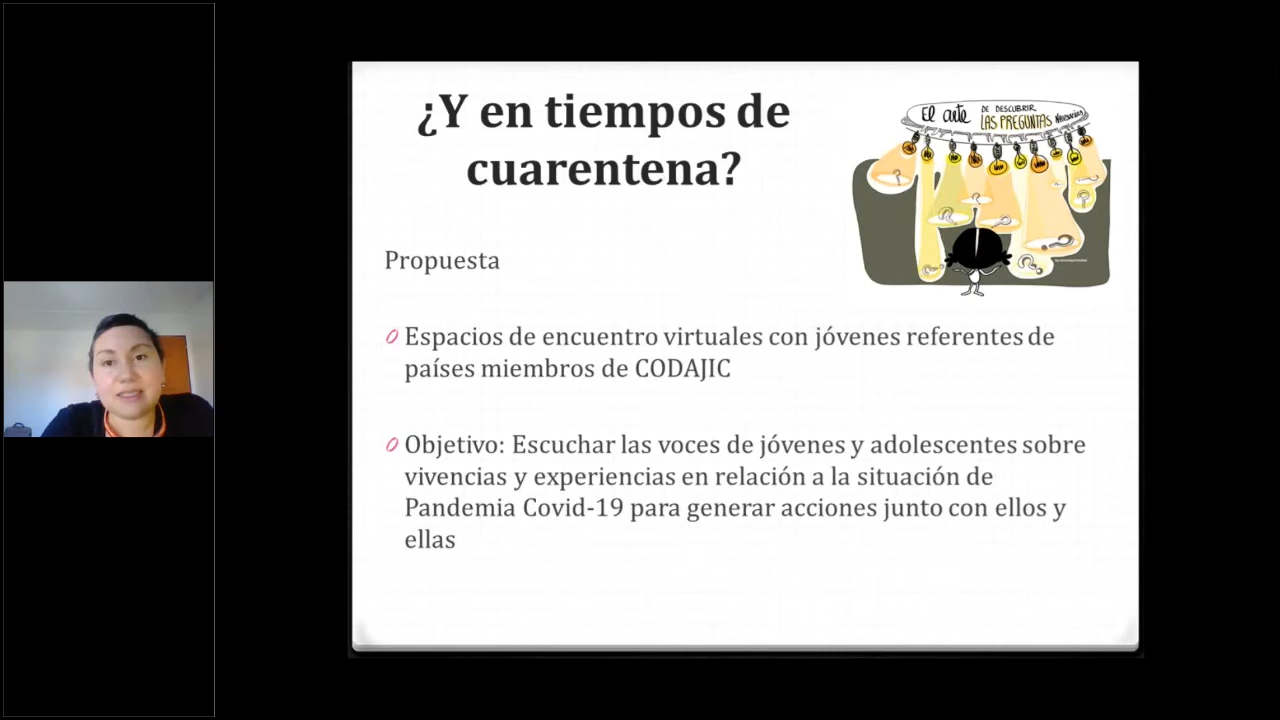 ¿Y en tiempos de
cuarentena?
El arte DE DESCUBRIR
LAS PREGUNTAS Necesarias
Propuesta
Espacios de encuentro virtuales con jóvenes referentes de
países miembros de CODAJIC
Objetivo: Escuchar las voces de jóvenes y adolescentes sobre
vivencias y experiencias en relación a la situación de
Pandemia Covid-19 para generar acciones junto con ellos y
ellas